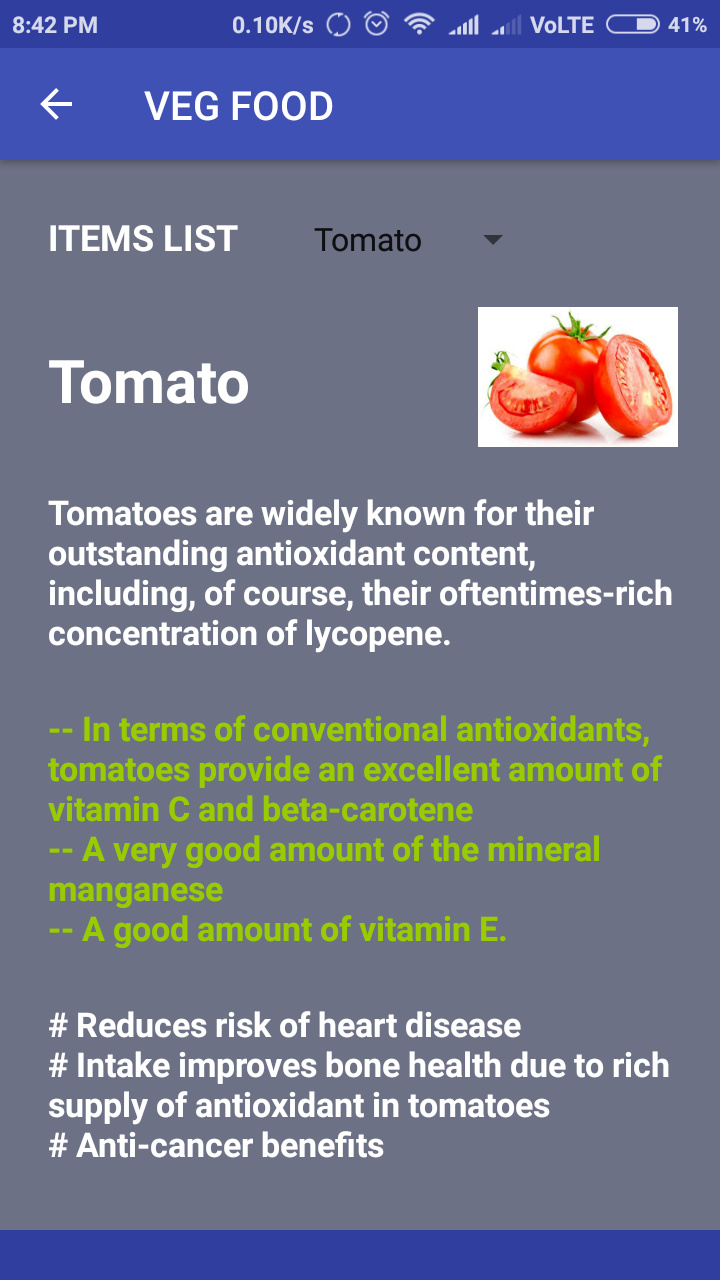 8:42 PM 0.10K/s VoLTE 41%
VEG FOOD
ITEMS LIST Tomato
Tomato
Tomatoes are widely known for their
outstanding antioxidant content,
including, of course, their oftentimes-rich
concentration of lycopene.
-- In terms of conventional antioxidants,
tomatoes provide an excellent amount of
vitamin C and beta-carotene
-- A very good amount of the mineral
manganese
-- A good amount of vitamin E.
# Reduces risk of heart disease
# Intake improves bone health due to rich
supply of antioxidant in tomatoes
# Anti-cancer benefits